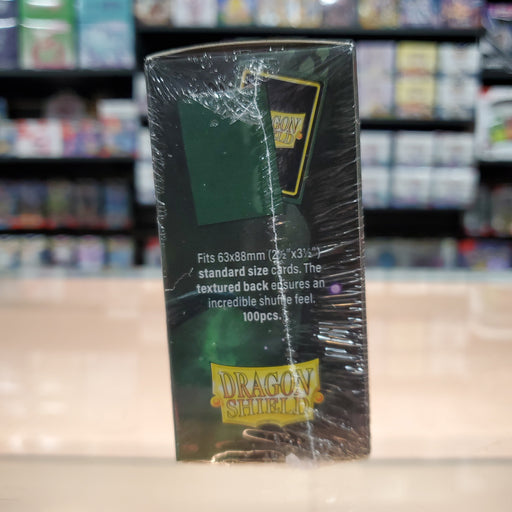 GON
Fits 63x88mm (2½"x3½")
standard size cards. The
textured back ensures an
incredible shuffle feel.
100pcs.
DRAGON
SHIELD